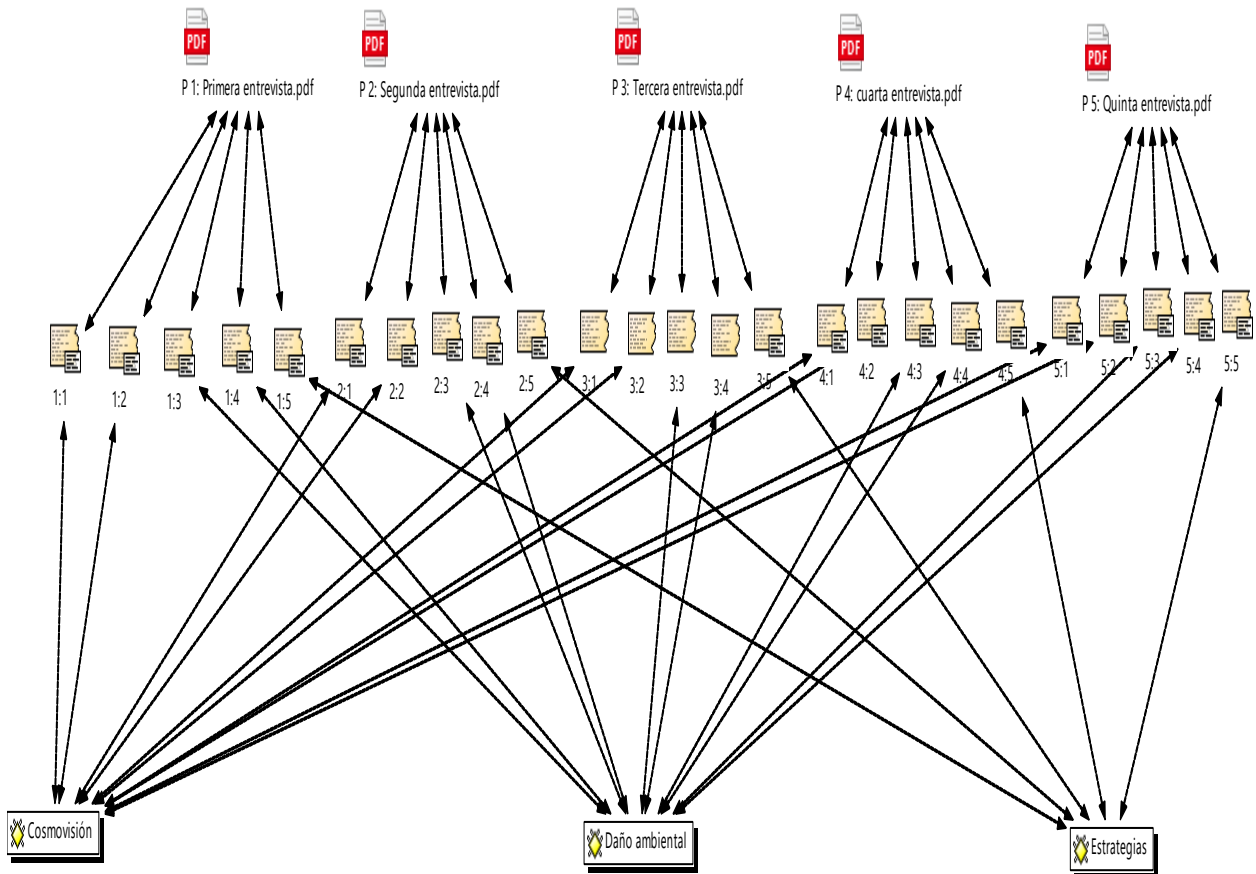 PDF
PDF
PDF
PDF
PDF
P 1: Primera entrevista.pdf
P 2: Segunda entrevista.pdf
P 3: Tercera entrevista.pdf
P 4: cuarta entrevista.pdf
P 5: Quinta entrevista.pdf
1:1
1:2
1:3
1:4
1:5
2:1
2:2
2:3
2:4
2:5
3:1
3:2
3:3
3:4
3:5
4:1
4:2
4:3
4:4
4:5
5:1
5:2
5:3
5:4
5:5
Cosmovisión
Daño ambiental
Estrategias